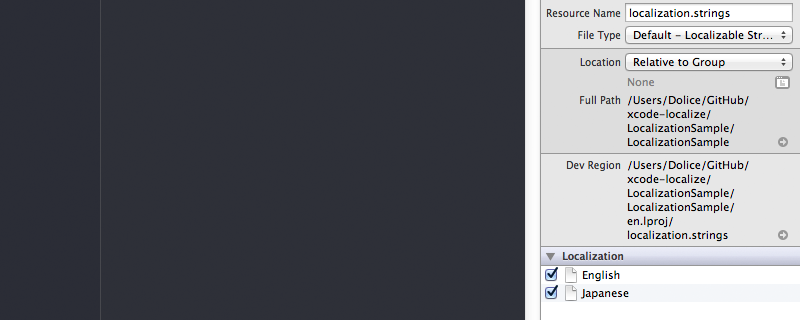 Resource Name localization.strings
File Type Default - Localizable Str...
Location Relative to Group
None
Full Path /Users/Dolice/GitHub/
xcode-localize/
LocalizationSample/
LocalizationSample
Dev Region /Users/Dolice/GitHub/
xcode-localize/
LocalizationSample/
LocalizationSample/
en.lproj/
localization.strings
Localization
English
Japanese